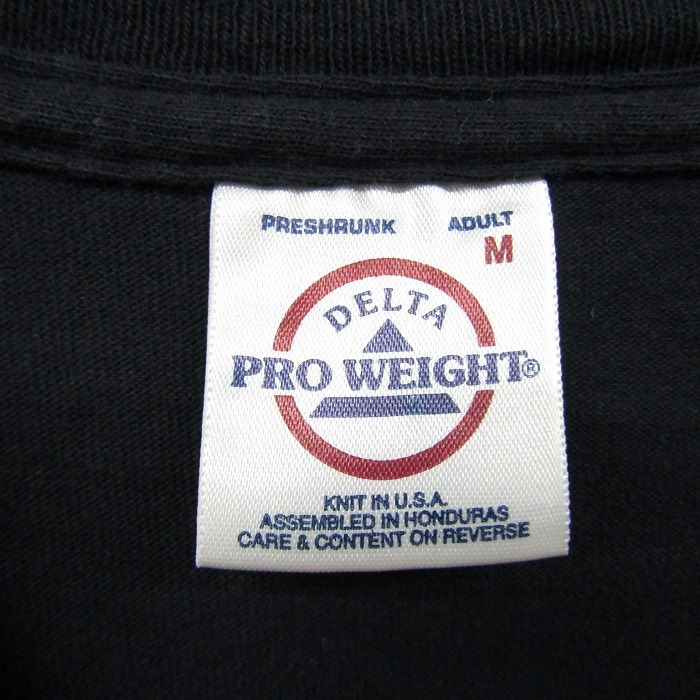 PRESHRUNK ADULT
M
DELTA
PRO WEIGHT®
KNIT IN U.S.A.
ASSEMBLED IN HONDURAS
CARE & CONTENT ON REVERSE